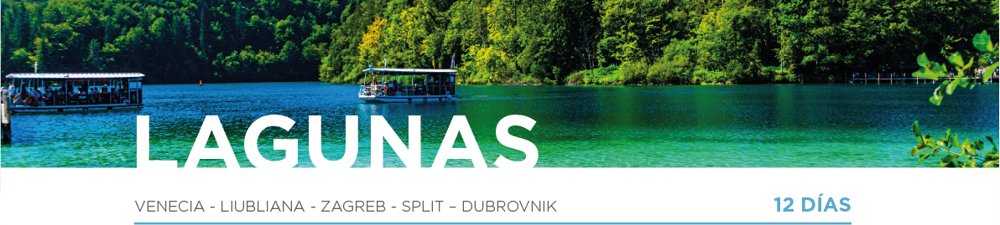 LAGUNAS
VENECIA - LIUBLIANA - ZAGREB - SPLIT – DUBROVNIK 12 DÍAS